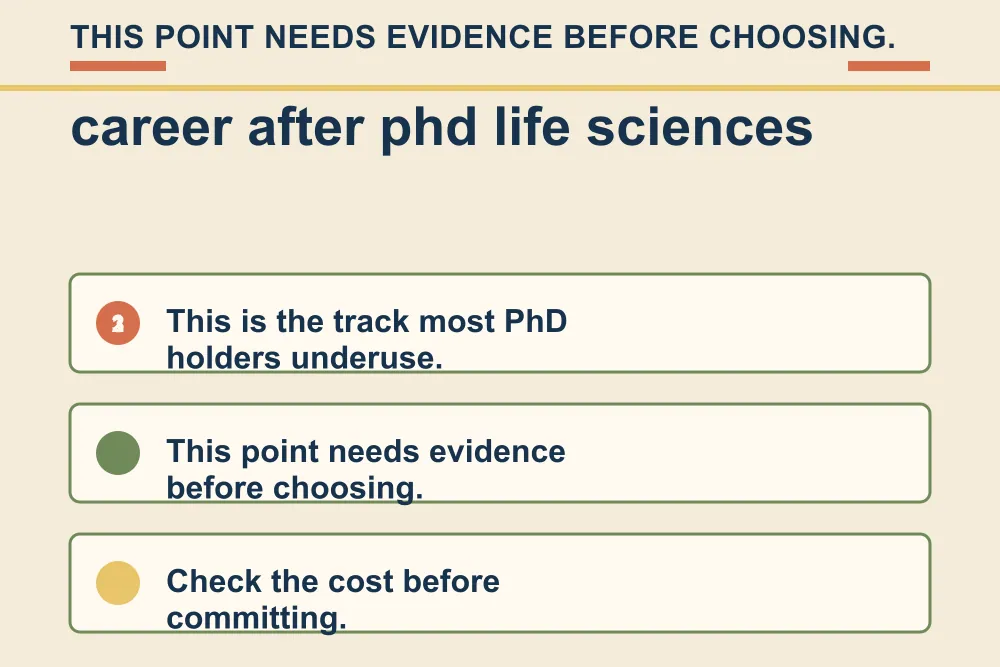 THIS POINT NEEDS EVIDENCE BEFORE CHOOSING.
career after phd life sciences
This is the track most PhD
holders underuse.
This point needs evidence
before choosing.
Check the cost before
committing.